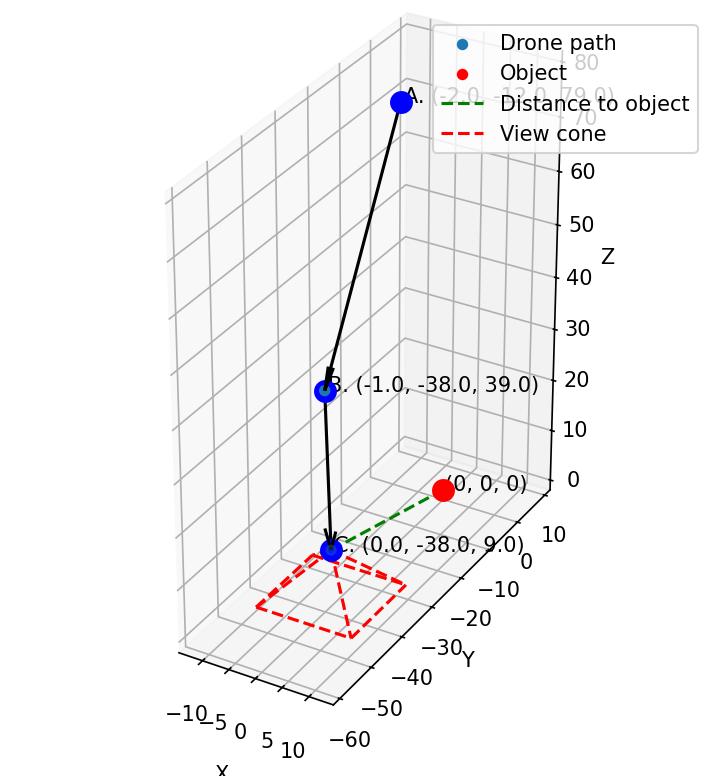 Drone path
Object
Distance to object
View cone
A. (-2.0, -12.0, 79.0)
B. (-1.0, -38.0, 39.0)
C. (0.0, -38.0, 9.0)
(0, 0, 0)
80
70
60
50
40
30
20
10
0
Z
10
0
−10
−20
−30
−40
−50
−60
Y
−10
−5
0
5
10
X